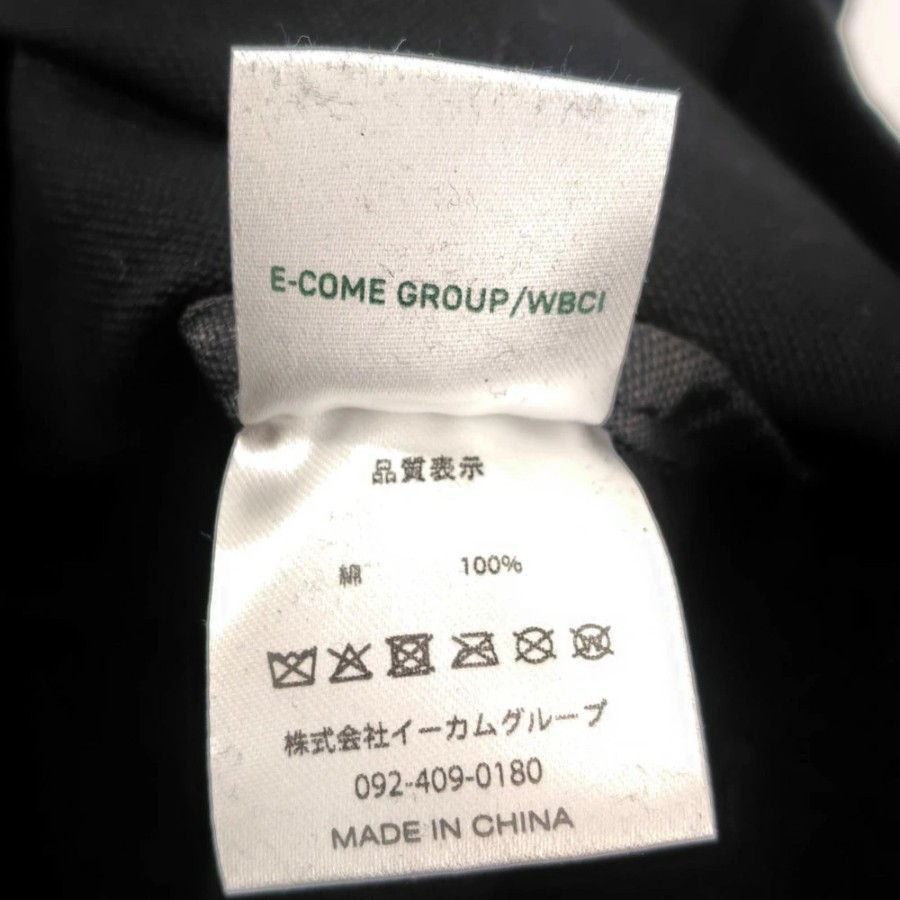 E-COME GROUP/WBCI
品質表示
綿 100%
W
株式会社イーカムグループ
092-409-0180
MADE IN CHINA